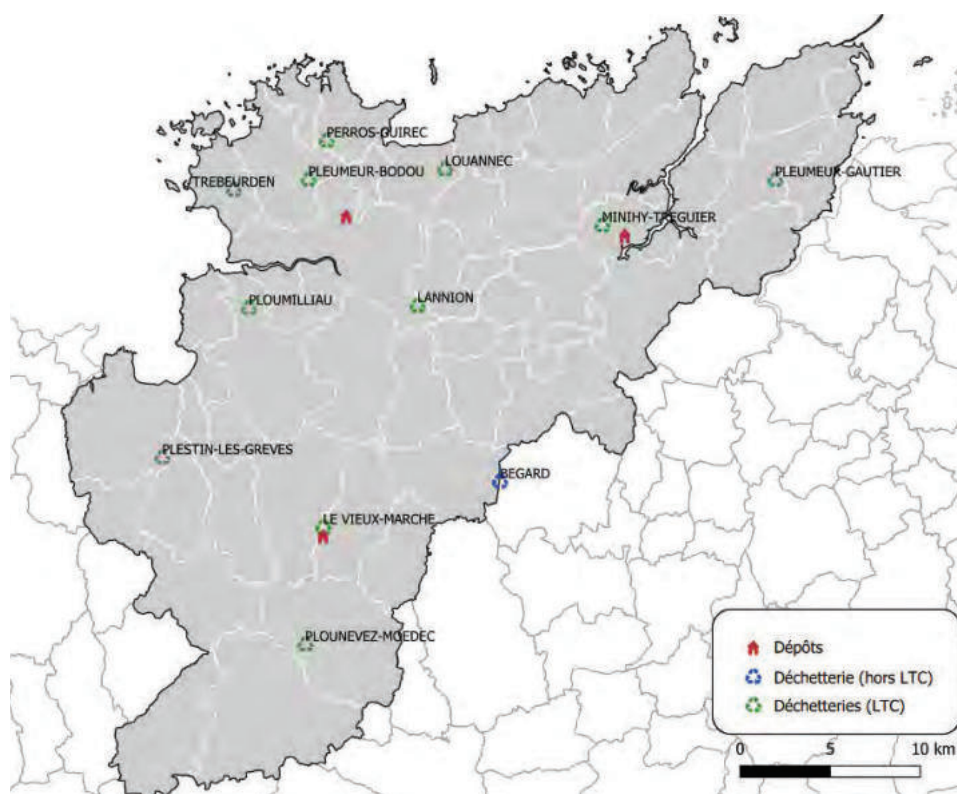 PERROS-GUIREC
LOUANNEC
PLEUMEUR-BODOU
TREBEURDEN
PLEUMEUR-GAUTIER
MINIHY-TREGUIER
PLOUMILLIAU
LANNION
PLESTIN-LES-GREVES
BEGARD
LE VIEUX-MARCHE
PLOUNEVEZ-MOEDEC
Dépôts
Déchetterie (hors LTC)
Déchetteries (LTC)
0 5 10 km